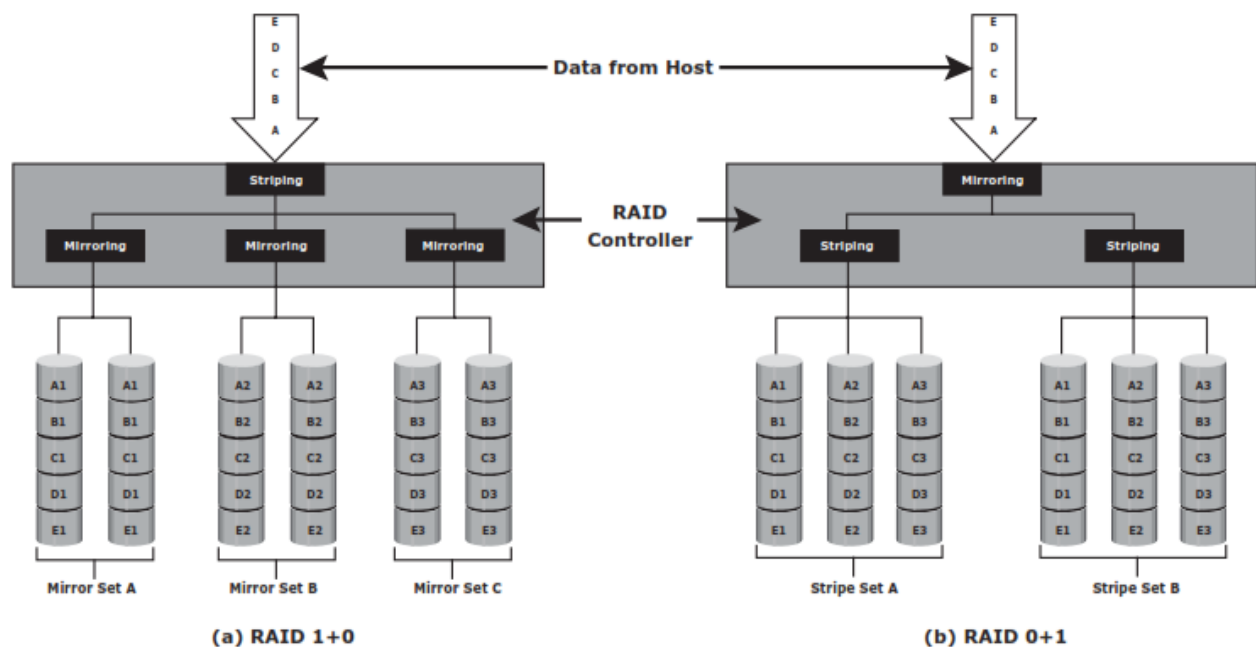 E E
D D
Data from Host
C C
B B
A A
Striping Mirroring
RAID
Controller
Mirroring Mirroring Mirroring Striping Striping
A1 A1 A2 A2 A3 A3 A1 A2 A3 A1 A2 A3
B1 B1 B2 B2 B3 B3 B1 B2 B3 B1 B2 B3
C1 C1 C2 C2 C3 C3 C1 C2 C3 C1 C2 C3
D1 D1 D2 D2 D3 D3 D1 D2 D3 D1 D2 D3
E1 E1 E2 E2 E3 E3 E1 E2 E3 E1 E2 E3
Mirror Set A Mirror Set B Mirror Set C Stripe Set A Stripe Set B
(a) RAID 1+0 (b) RAID 0+1